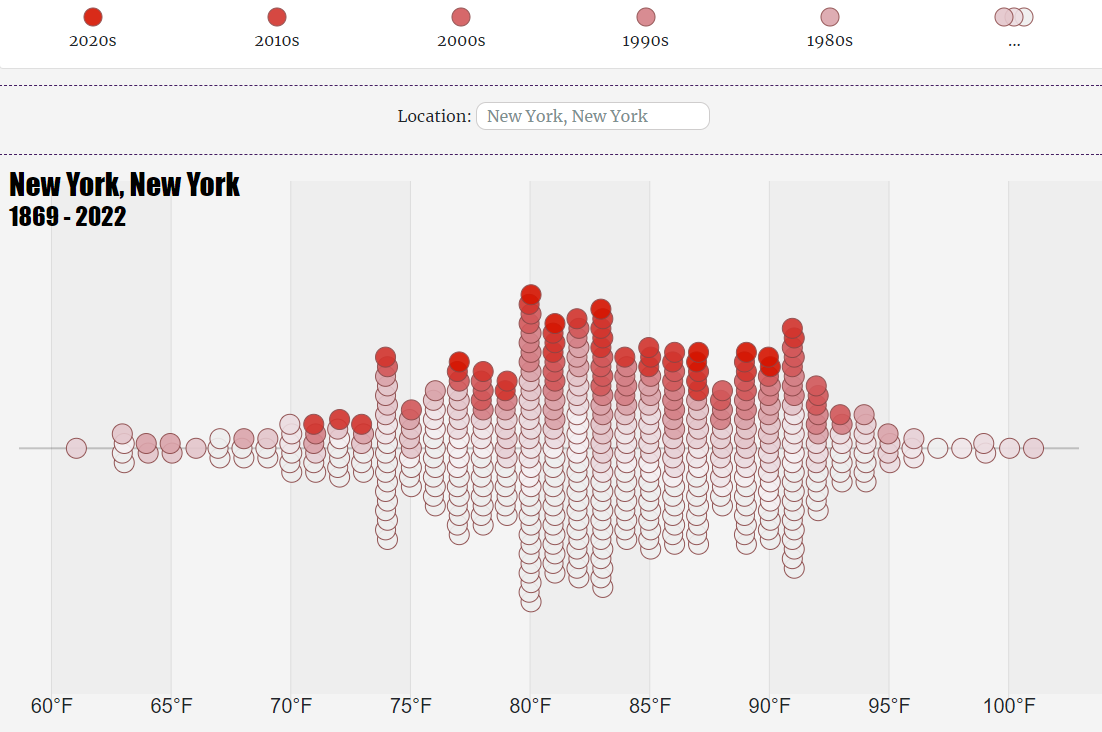 2020s 2010s 2000s 1990s 1980s ...
Location: New York, New York
New York, New York
1869 - 2022
60°F 65°F 70°F 75°F 80°F 85°F 90°F 95°F 100°F